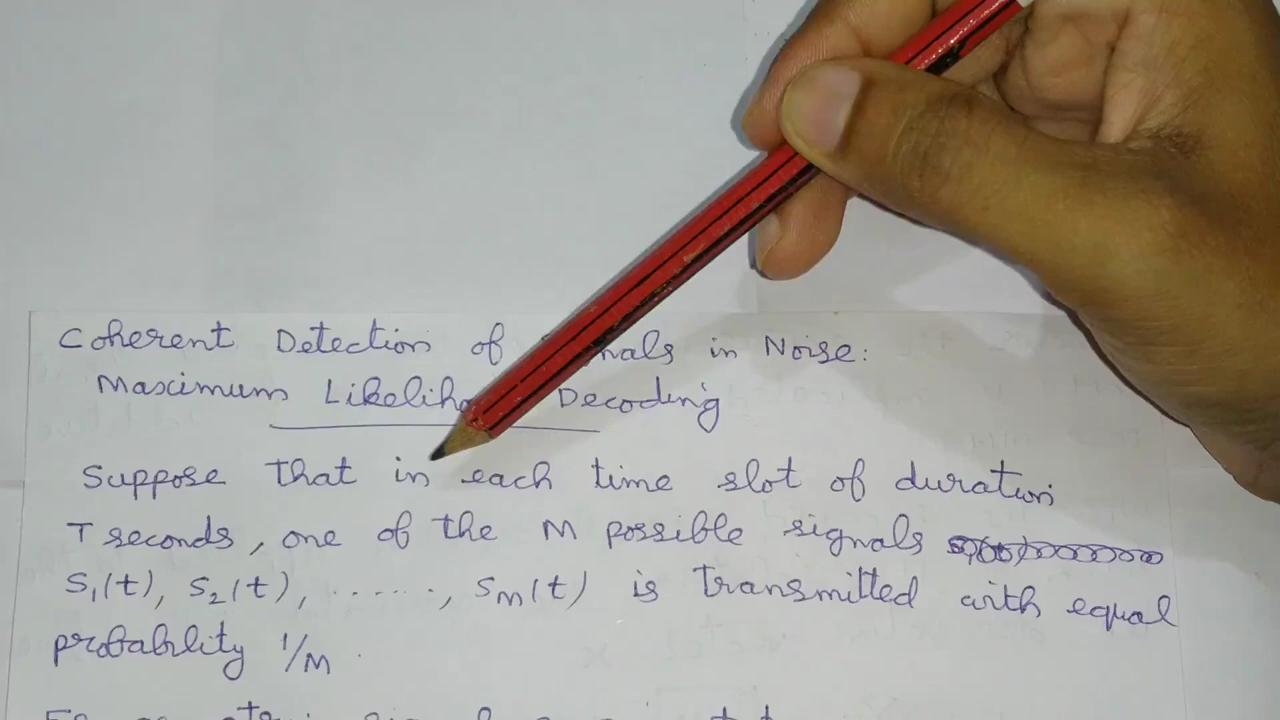 Coherent Detection of nals in Noise:
Maximum Likeliho Decoding
Suppose that in each time slot of duration
T seconds, one of the M possible signals
S₁(t), S₂(t), ......, Sₘ(t) is transmitted with equal
probability 1/M.